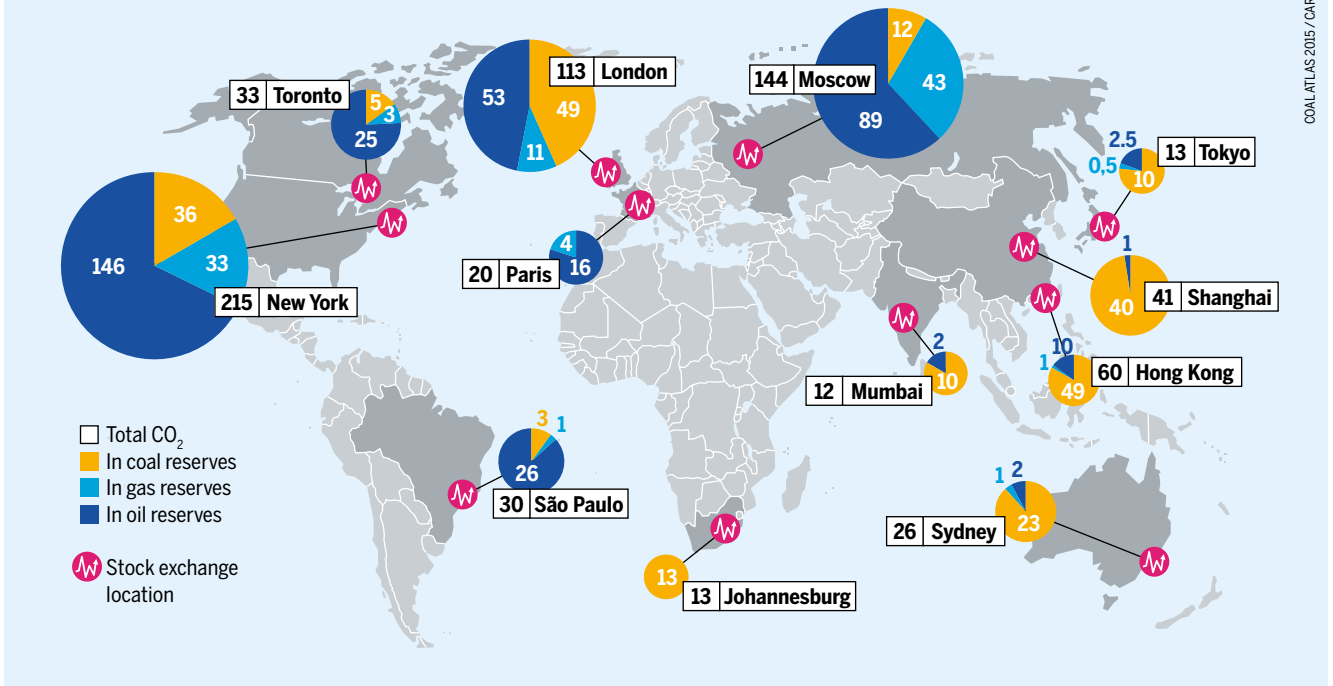 COALATLAS 2015 / CAR
33 Toronto
5
3
25
113 London
53
49
11
144 Moscow
12
43
89
2.5
0,5
13 Tokyo
10
36
146
33
215 New York
4
20 Paris
16
1
40
41 Shanghai
2
10
12 Mumbai
10
1
49
60 Hong Kong
Total CO2
In coal reserves
In gas reserves
In oil reserves
Stock exchange
location
3
1
26
30 São Paulo
13
13 Johannesburg
1
2
23
26 Sydney